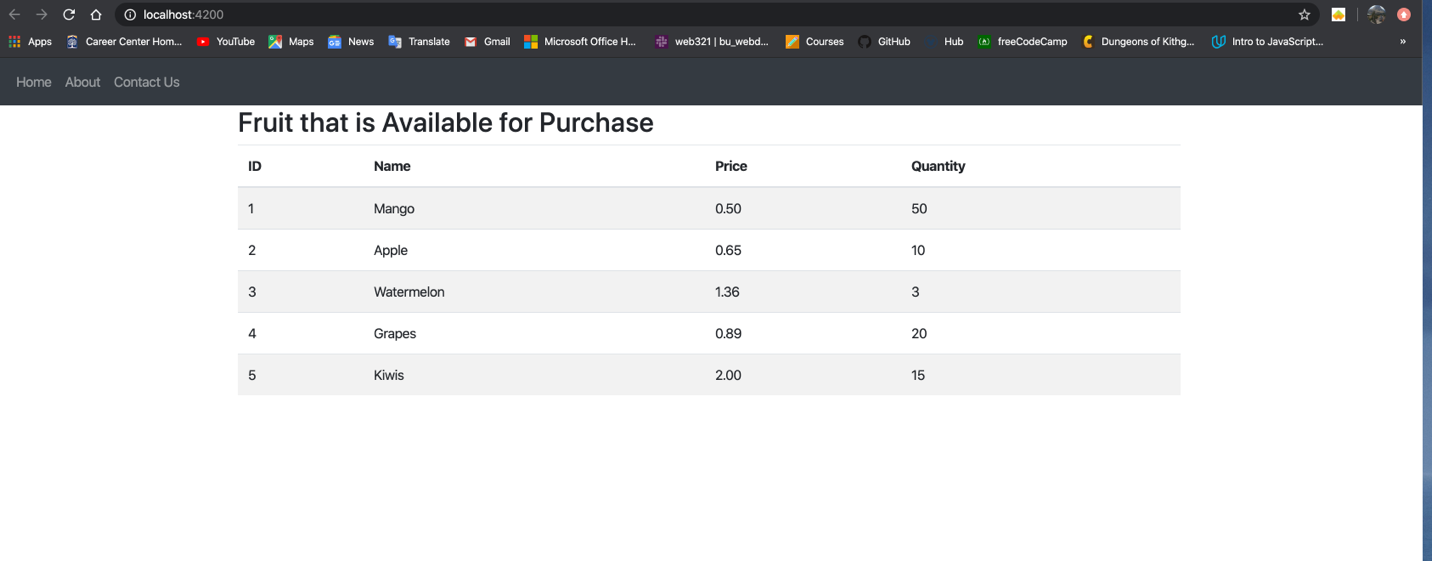 localhost:4200
Apps Career Center Hom... YouTube Maps News Translate Gmail Microsoft Office H... web321 | bu_webd... Courses GitHub Hub freeCodeCamp Dungeons of Kithg... Intro to JavaScript... »
Home About Contact Us
Fruit that is Available for Purchase
ID Name Price Quantity
1 Mango 0.50 50
2 Apple 0.65 10
3 Watermelon 1.36 3
4 Grapes 0.89 20
5 Kiwis 2.00 15